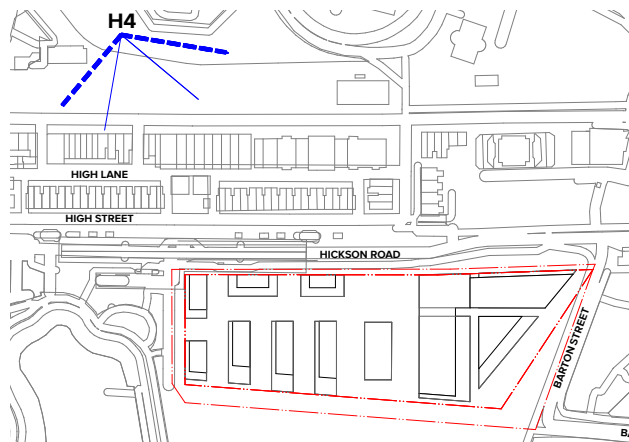 H4
HIGH LANE
HIGH STREET
HICKSON ROAD
BARTON STREET